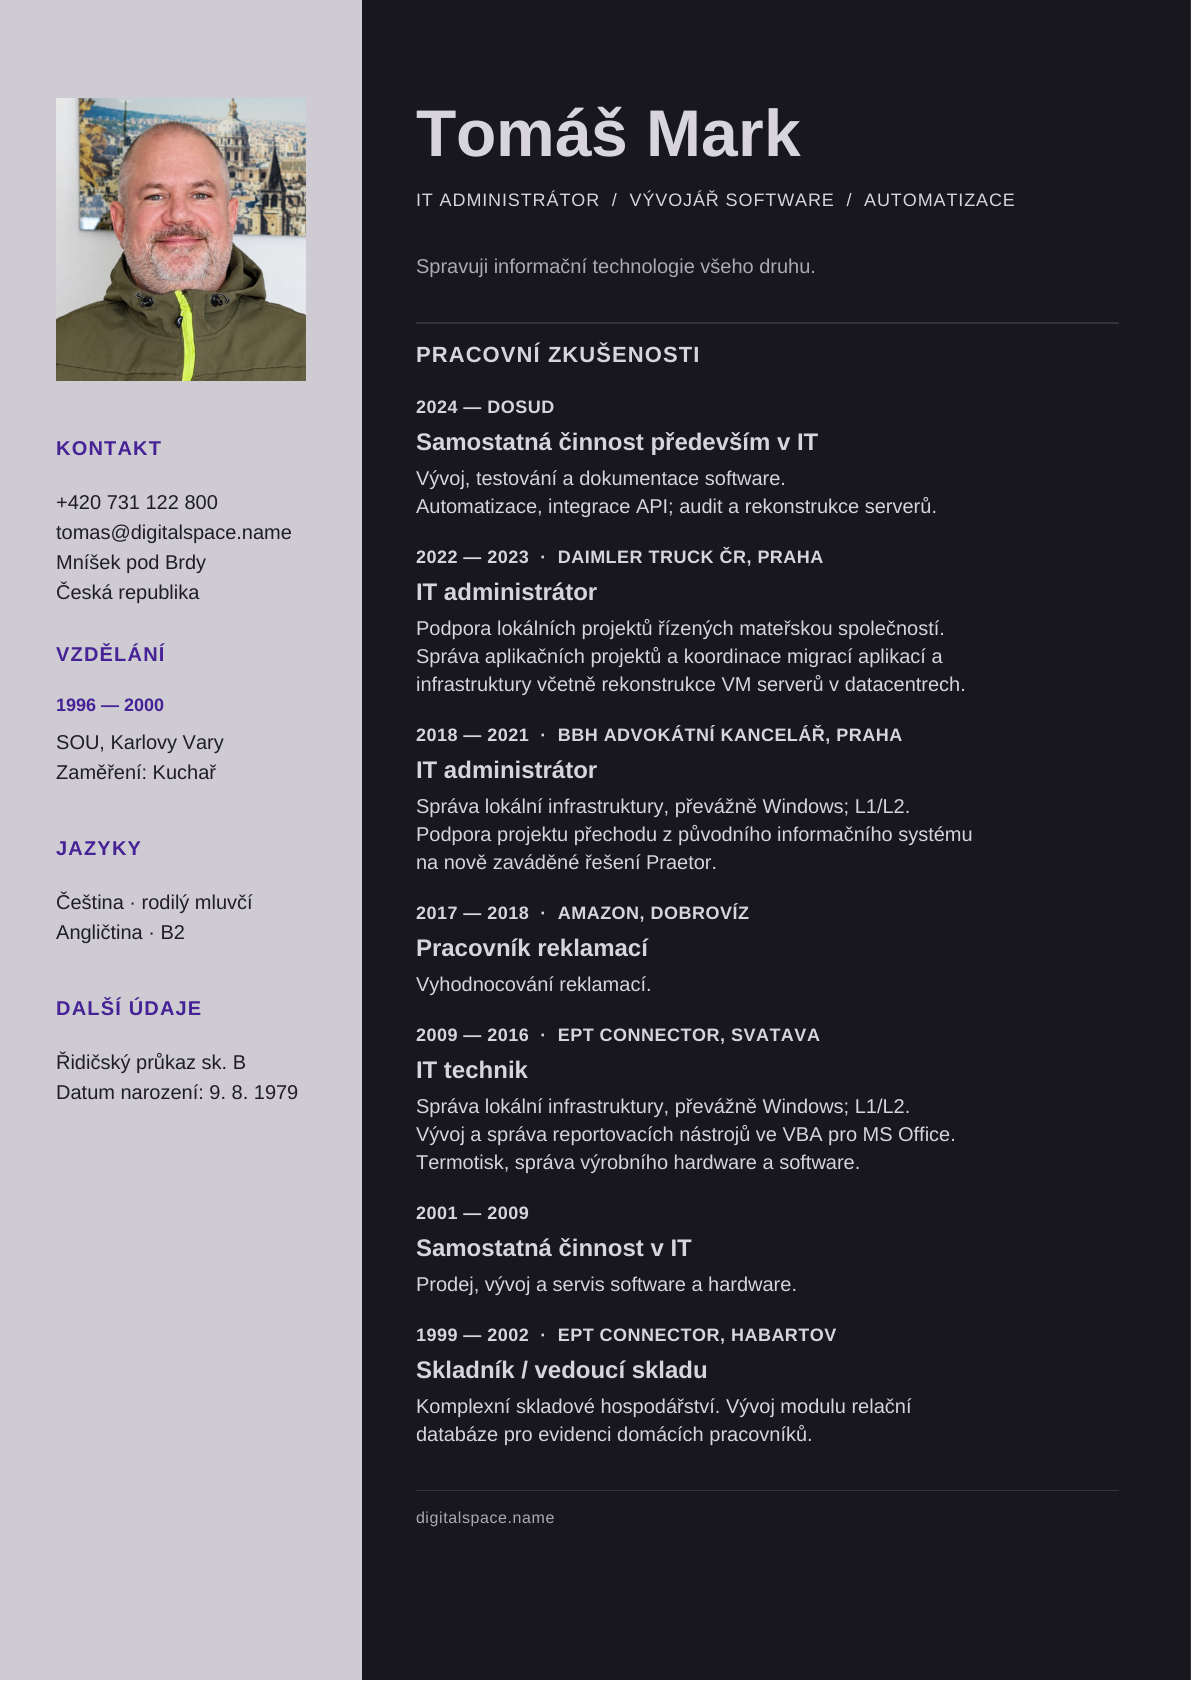 KONTAKT
+420 731 122 800
tomas@digitalspace.name
Mníšek pod Brdy
Česká republika
VZDĚLÁNÍ
1996 — 2000
SOU, Karlovy Vary
Zaměření: Kuchař
JAZYKY
Čeština · rodilý mluvčí
Angličtina · B2
DALŠÍ ÚDAJE
Řidičský průkaz sk. B
Datum narození: 9. 8. 1979
Tomáš Mark
IT ADMINISTRÁTOR / VÝVOJÁŘ SOFTWARE / AUTOMATIZACE
Spravuji informační technologie všeho druhu.
PRACOVNÍ ZKUŠENOSTI
2024 — DOSUD
Samostatná činnost především v IT
Vývoj, testování a dokumentace software.
Automatizace, integrace API; audit a rekonstrukce serverů.
2022 — 2023 · DAIMLER TRUCK ČR, PRAHA
IT administrátor
Podpora lokálních projektů řízených mateřskou společností.
Správa aplikačních projektů a koordinace migrací aplikací a
infrastruktury včetně rekonstrukce VM serverů v datacentrech.
2018 — 2021 · BBH ADVOKÁTNÍ KANCELÁŘ, PRAHA
IT administrátor
Správa lokální infrastruktury, převážně Windows; L1/L2.
Podpora projektu přechodu z původního informačního systému
na nově zaváděné řešení Praetor.
2017 — 2018 · AMAZON, DOBROVÍZ
Pracovník reklamací
Vyhodnocování reklamací.
2009 — 2016 · EPT CONNECTOR, SVATAVA
IT technik
Správa lokální infrastruktury, převážně Windows; L1/L2.
Vývoj a správa reportovacích nástrojů ve VBA pro MS Office.
Termotisk, správa výrobního hardware a software.
2001 — 2009
Samostatná činnost v IT
Prodej, vývoj a servis software a hardware.
1999 — 2002 · EPT CONNECTOR, HABARTOV
Skladník / vedoucí skladu
Komplexní skladové hospodářství. Vývoj modulu relační
databáze pro evidenci domácích pracovníků.
digitalspace.name